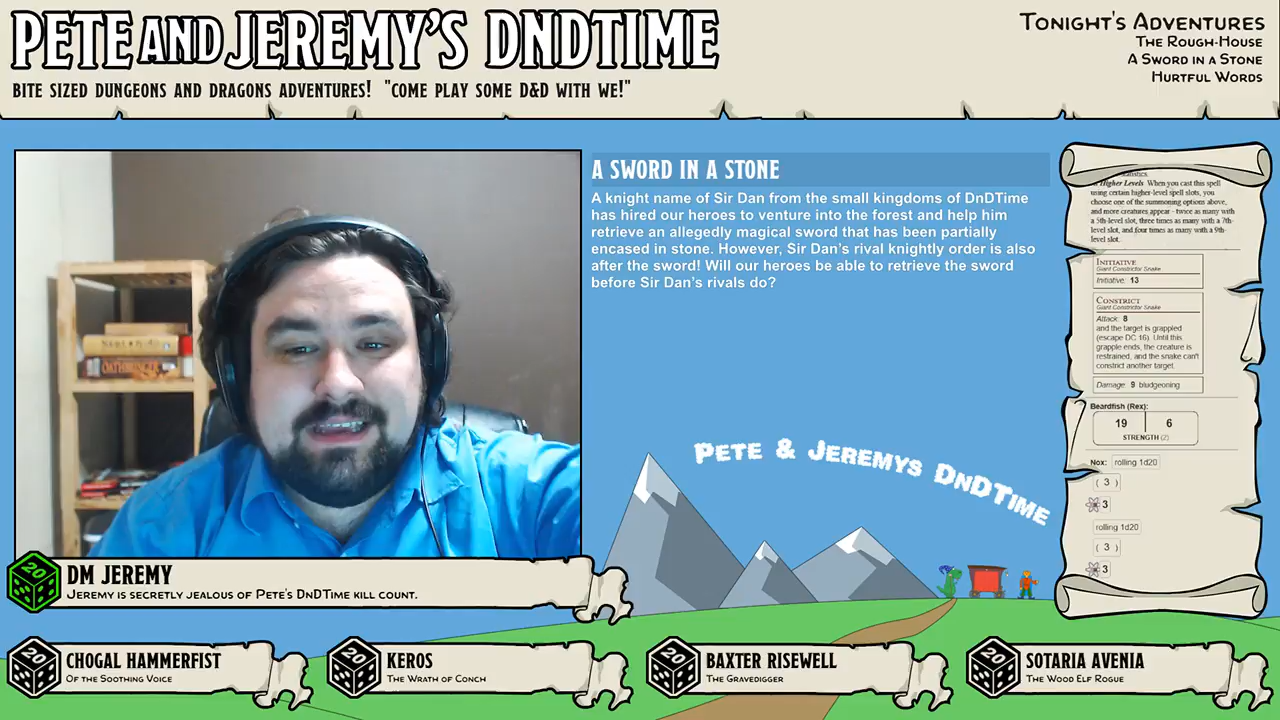 PETE AND JEREMY'S DNDTIME
BITE SIZED DUNGEONS AND DRAGONS ADVENTURES! "COME PLAY SOME D&D WITH WE!"
TONIGHT'S ADVENTURES
THE ROUGH-HOUSE
A SWORD IN A STONE
HURTFUL WORDS
A SWORD IN A STONE
A knight name of Sir Dan from the small kingdoms of DnDTime
has hired our heroes to venture into the forest and help him
retrieve an allegedly magical sword that has been partially
encased in stone. However, Sir Dan's rival knightly order is also
after the sword! Will our heroes be able to retrieve the sword
before Sir Dan's rivals do?
PETE & JEREMYS DNDTIME
Higher Levels When you cast this spell
using certain higher-level spell slots, you
choose one of the summoning options above,
and more creatures appear - twice as many with
a 5th-level slot, three times as many with a 7th-
level slot, and four times as many with a 9th-
level slot.
INITIATIVE
Giant Constrictor Snake
Initiative: 13
CONSTRICT
Giant Constrictor Snake
Attack: 8
and the target is grappled
(escape DC 16). Until this
grapple ends, the creature is
restrained, and the snake can't
constrict another target.
Damage: 9 bludgeoning
Beardfish (Rex):
19 6
STRENGTH (2)
Nox: rolling 1d20
( 3 )
3
rolling 1d20
( 3 )
3
OATHBRINGER
20
DM JEREMY
JEREMY IS SECRETLY JEALOUS OF PETE'S DNDTIME KILL COUNT.
20
CHOGAL HAMMERFIST
OF THE SOOTHING VOICE
20
KEROS
THE WRATH OF CONCH
20
BAXTER RISEWELL
THE GRAVEDIGGER
20
SOTARIA AVENIA
THE WOOD ELF ROGUE